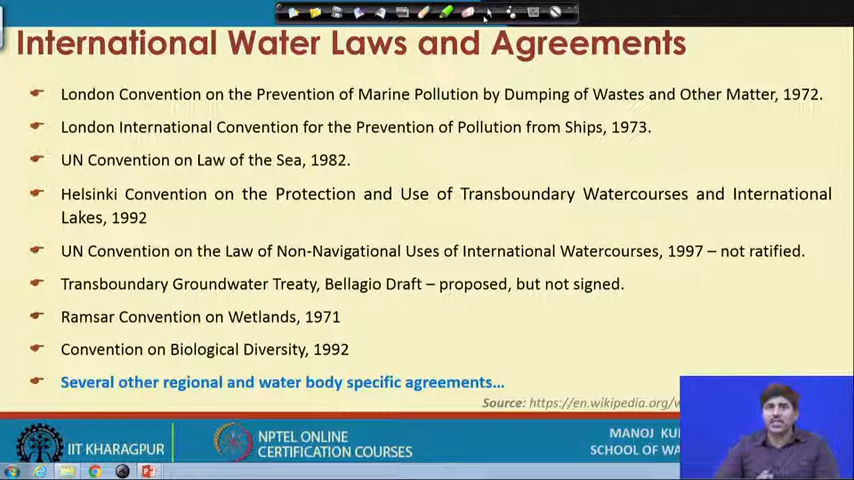 International Water Laws and Agreements
London Convention on the Prevention of Marine Pollution by Dumping of Wastes and Other Matter, 1972.
London International Convention for the Prevention of Pollution from Ships, 1973.
UN Convention on Law of the Sea, 1982.
Helsinki Convention on the Protection and Use of Transboundary Watercourses and International
Lakes, 1992
UN Convention on the Law of Non-Navigational Uses of International Watercourses, 1997 – not ratified.
Transboundary Groundwater Treaty, Bellagio Draft – proposed, but not signed.
Ramsar Convention on Wetlands, 1971
Convention on Biological Diversity, 1992
Several other regional and water body specific agreements...
Source: https://en.wikipedia.org/
IIT KHARAGPUR
NPTEL ONLINE
CERTIFICATION COURSES
MANOJ
SCHOOL OF